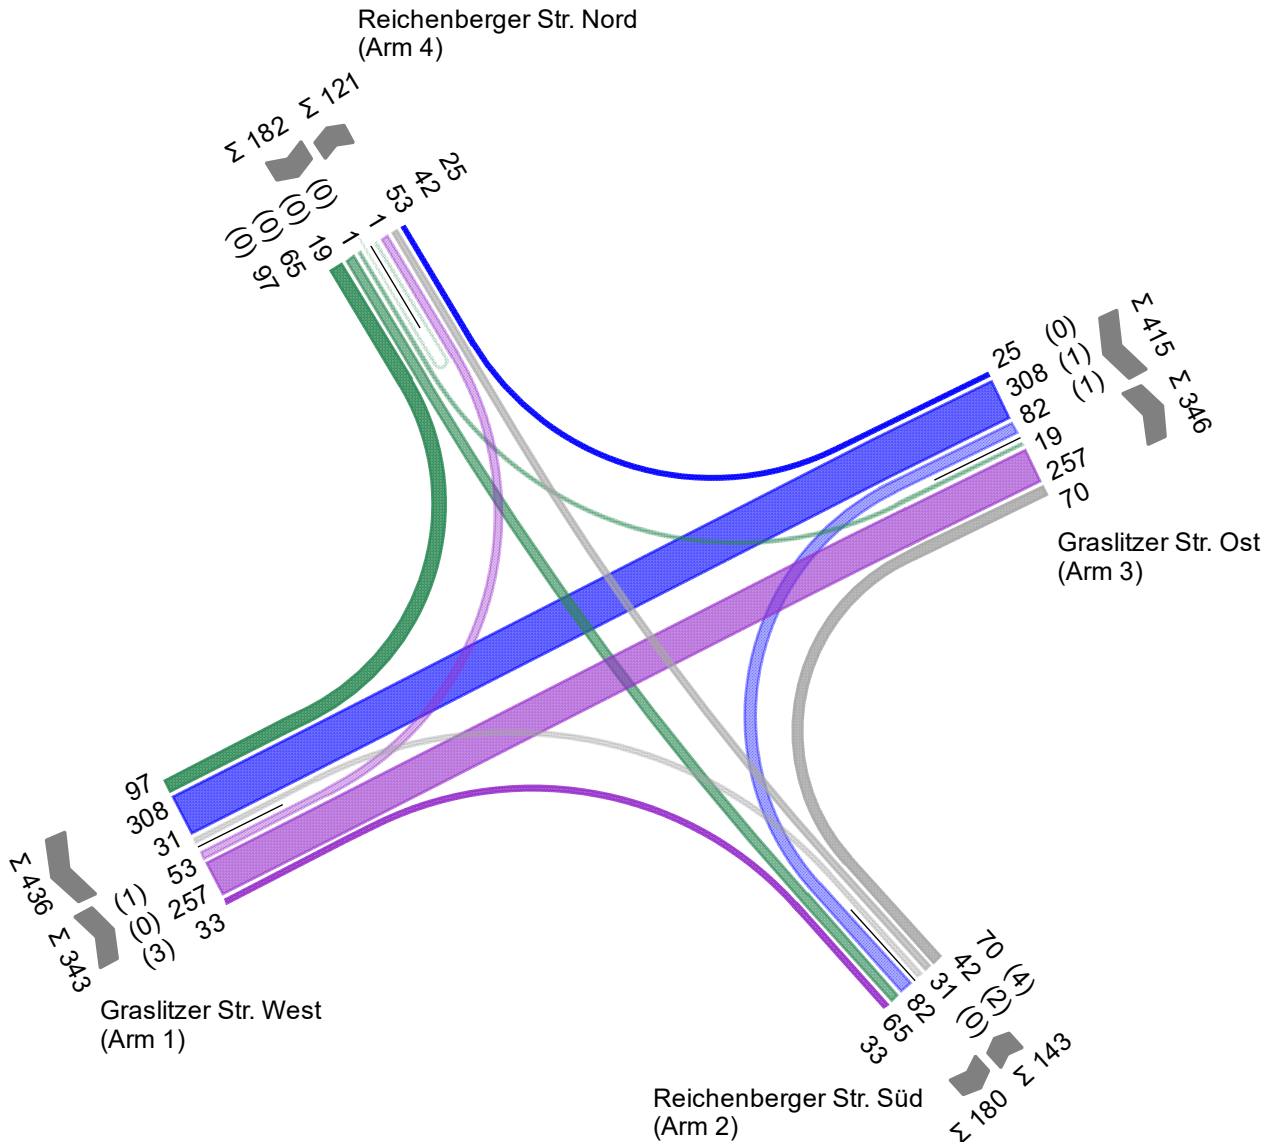 Reichenberger Str. Nord
(Arm 4)
Σ 182
Σ 121
(0)
(0)
(0)
(0)
97
65
19
1
1
53
42
25
25
308
82
19
257
70
(0)
(1)
(1)
Σ 415
Σ 346
Graslitzer Str. Ost
(Arm 3)
97
308
31
53
257
33
(1)
(0)
(3)
Σ 436
Σ 343
Graslitzer Str. West
(Arm 1)
70
42
31
82
65
33
(4)
(2)
(0)
Σ 143
Σ 180
Reichenberger Str. Süd
(Arm 2)